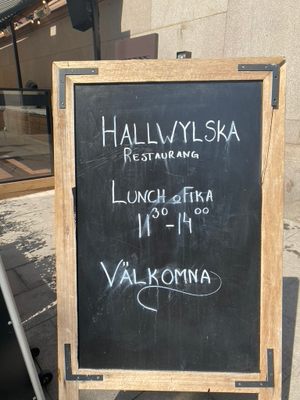 HALLWYLSKA
RESTAURANG
LUNCH o FIKA
11³⁰-14⁰⁰
VÄLKOMNA